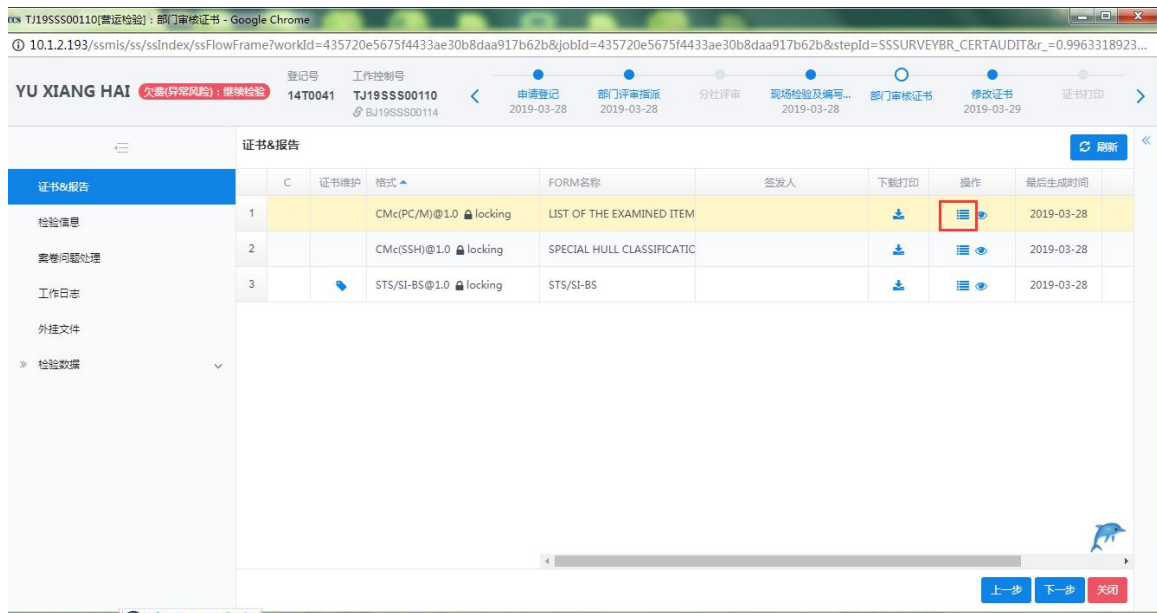 ccs TJ19SSS00110[营运检验]:部门审核证书 - Google Chrome
10.1.2.193/ssmis/ss/ssIndex/ssFlowFrame?workId=435720e5675f4433ae30b8daa917b62b&jobId=435720e5675f4433ae30b8daa917b62b&stepId=SSSURVEYBR_CERTAUDIT&r_=0.9963318923...
YU XIANG HAI 欠费(异常风险):继续检验
登记号 工作控制号
14T0041 TJ19SSS00110
BJ19SSS00114
申请登记 部门评审指派 分社评审 现场检验及编写... 部门审核证书 修改证书 证书打印
2019-03-28 2019-03-28 2019-03-28 2019-03-29
证书&报告 刷新
证书&报告
检验信息
案卷问题处理
工作日志
外挂文件
检验数据
C 证书维护 格式 FORM名称 签发人 下载打印 操作 最后生成时间
1 CMc(PC/M)@1.0 locking LIST OF THE EXAMINED ITEM 2019-03-28
2 CMc(SSH)@1.0 locking SPECIAL HULL CLASSIFICATIC 2019-03-28
3 STS/SI-BS@1.0 locking STS/SI-BS 2019-03-28
上一步 下一步 关闭